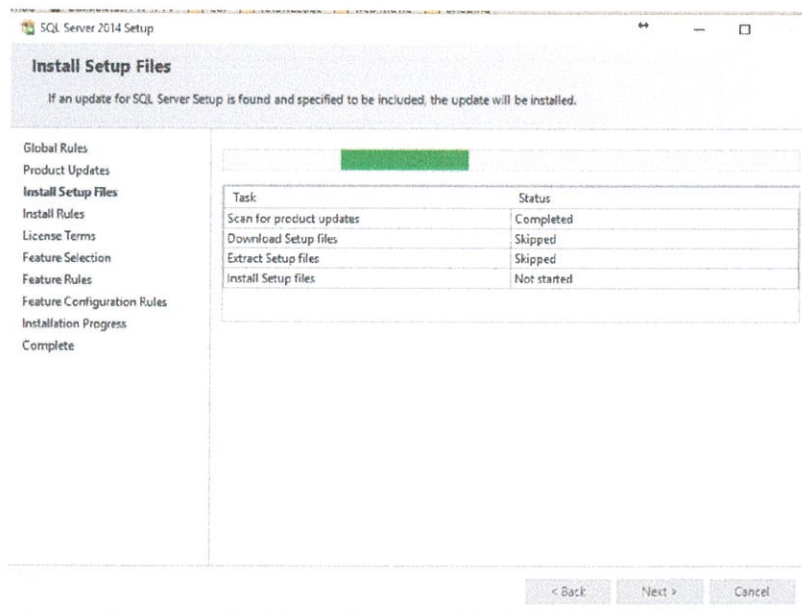 SQL Server 2014 Setup
Install Setup Files
If an update for SQL Server Setup is found and specified to be included, the update will be installed.
Global Rules
Product Updates
Install Setup Files
Install Rules
License Terms
Feature Selection
Feature Rules
Feature Configuration Rules
Installation Progress
Complete
Task Status
Scan for product updates Completed
Download Setup files Skipped
Extract Setup files Skipped
Install Setup files Not started
< Back Next > Cancel